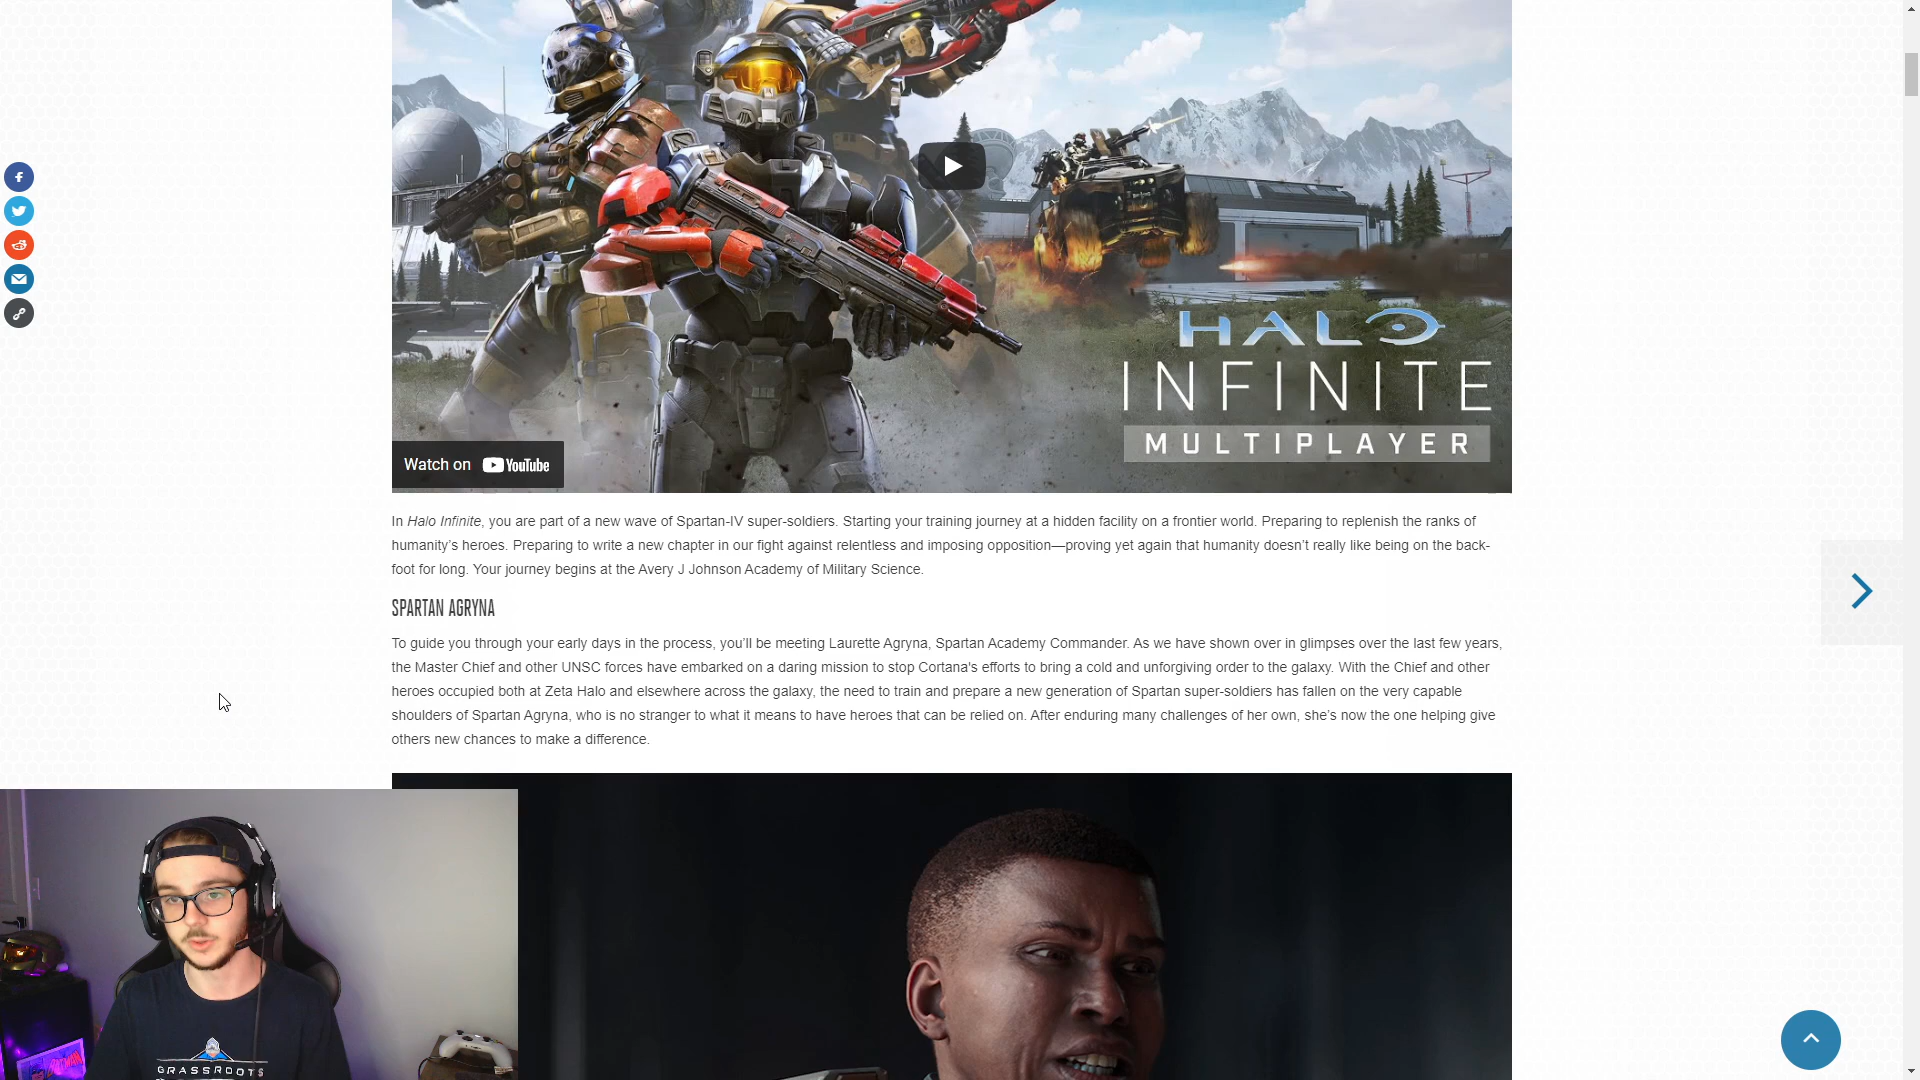 HALO
INFINITE
MULTIPLAYER
Watch on YouTube
In Halo Infinite, you are part of a new wave of Spartan-IV super-soldiers. Starting your training journey at a hidden facility on a frontier world. Preparing to replenish the ranks of
humanity’s heroes. Preparing to write a new chapter in our fight against relentless and imposing opposition—proving yet again that humanity doesn’t really like being on the back-
foot for long. Your journey begins at the Avery J Johnson Academy of Military Science.
SPARTAN AGRYNA
To guide you through your early days in the process, you’ll be meeting Laurette Agryna, Spartan Academy Commander. As we have shown over in glimpses over the last few years,
the Master Chief and other UNSC forces have embarked on a daring mission to stop Cortana's efforts to bring a cold and unforgiving order to the galaxy. With the Chief and other
heroes occupied both at Zeta Halo and elsewhere across the galaxy, the need to train and prepare a new generation of Spartan super-soldiers has fallen on the very capable
shoulders of Spartan Agryna, who is no stranger to what it means to have heroes that can be relied on. After enduring many challenges of her own, she’s now the one helping give
others new chances to make a difference.
GRASSROOTS
BATMAN